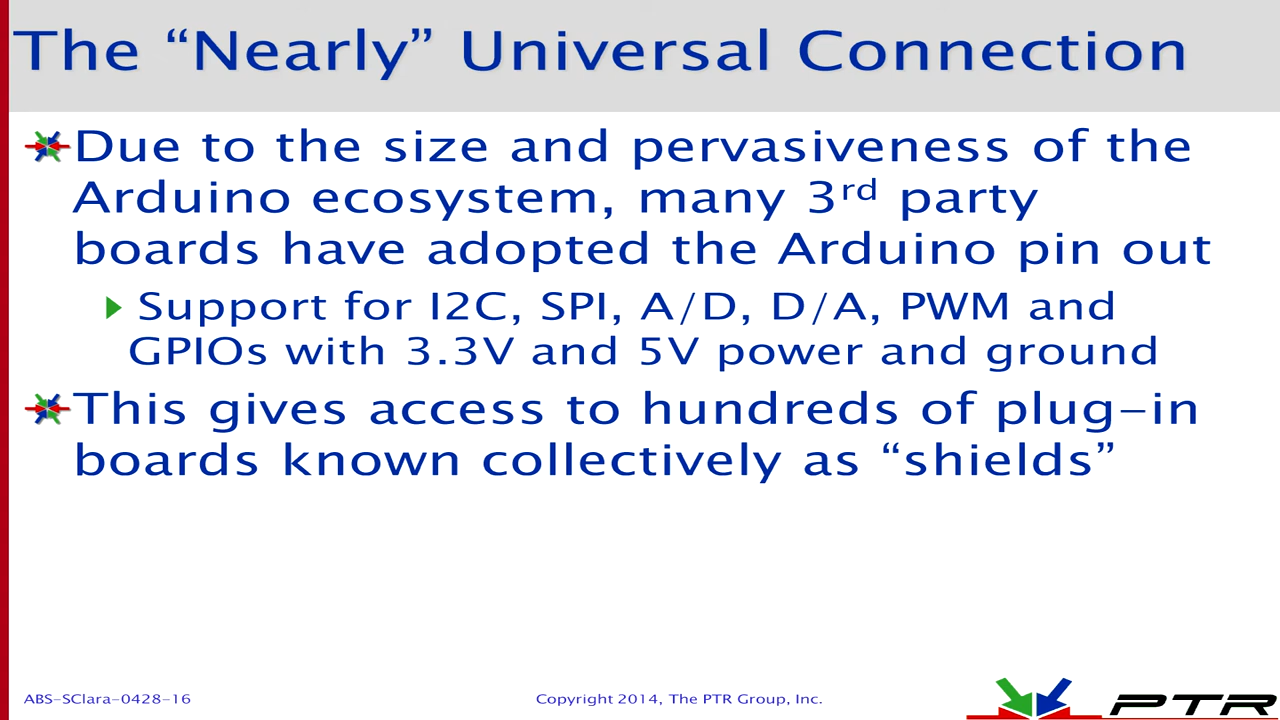 The “Nearly” Universal Connection
Due to the size and pervasiveness of the
Arduino ecosystem, many 3rd party
boards have adopted the Arduino pin out
Support for I2C, SPI, A/D, D/A, PWM and
GPIOs with 3.3V and 5V power and ground
This gives access to hundreds of plug-in
boards known collectively as “shields”
ABS-SClara-0428-16
Copyright 2014, The PTR Group, Inc.
PTR